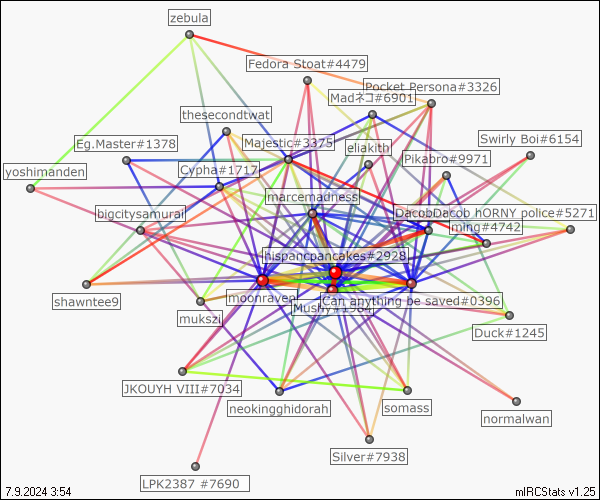 zebula
Fedora Stoat#4479
Pocket Persona#3326
Madネコ#6901
thesecondtwat
Eg.Master#1378
Majestic#3375
eliakith
Swirly Boi#6154
Pikabro#9971
yoshimanden
Cypha#1717
marcemadness
bigcitysamurai
DacobDacob hORNY police#5271
ming#4742
hispancpancakes#2928
shawntee9
moonraven
Can anything be saved#0396
mukszi
Mushy#1984
Duck#1245
JKOUYH VIII#7034
neokingghidorah
somass
normalwan
Silver#7938
LPK2387 #7690
7.9.2024 3:54
mIRCStats v1.25